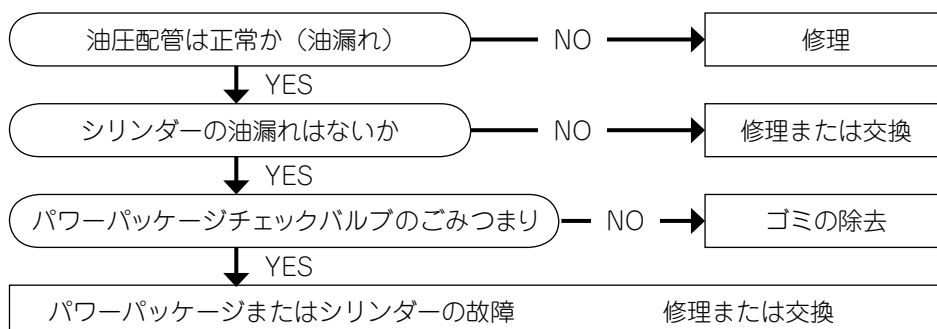 油圧配管は正常か（油漏れ） NO 修理
YES
シリンダーの油漏れはないか NO 修理または交換
YES
パワーパッケージチェックバルブのごみつまり NO ゴミの除去
YES
パワーパッケージまたはシリンダーの故障 修理または交換